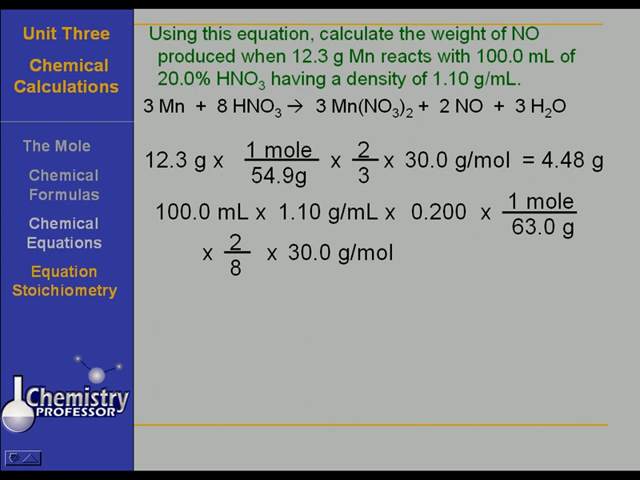 Unit Three
Chemical
Calculations
The Mole
Chemical
Formulas
Chemical
Equations
Equation
Stoichiometry
Chemistry
PROFESSOR
Using this equation, calculate the weight of NO
produced when 12.3 g Mn reacts with 100.0 mL of
20.0% HNO₃ having a density of 1.10 g/mL.
3 Mn + 8 HNO₃ → 3 Mn(NO₃)₂ + 2 NO + 3 H₂O
12.3 g x 1 mole/54.9g x 2/3 x 30.0 g/mol = 4.48 g
100.0 mL x 1.10 g/mL x 0.200 x 1 mole/63.0 g
x 2/8 x 30.0 g/mol